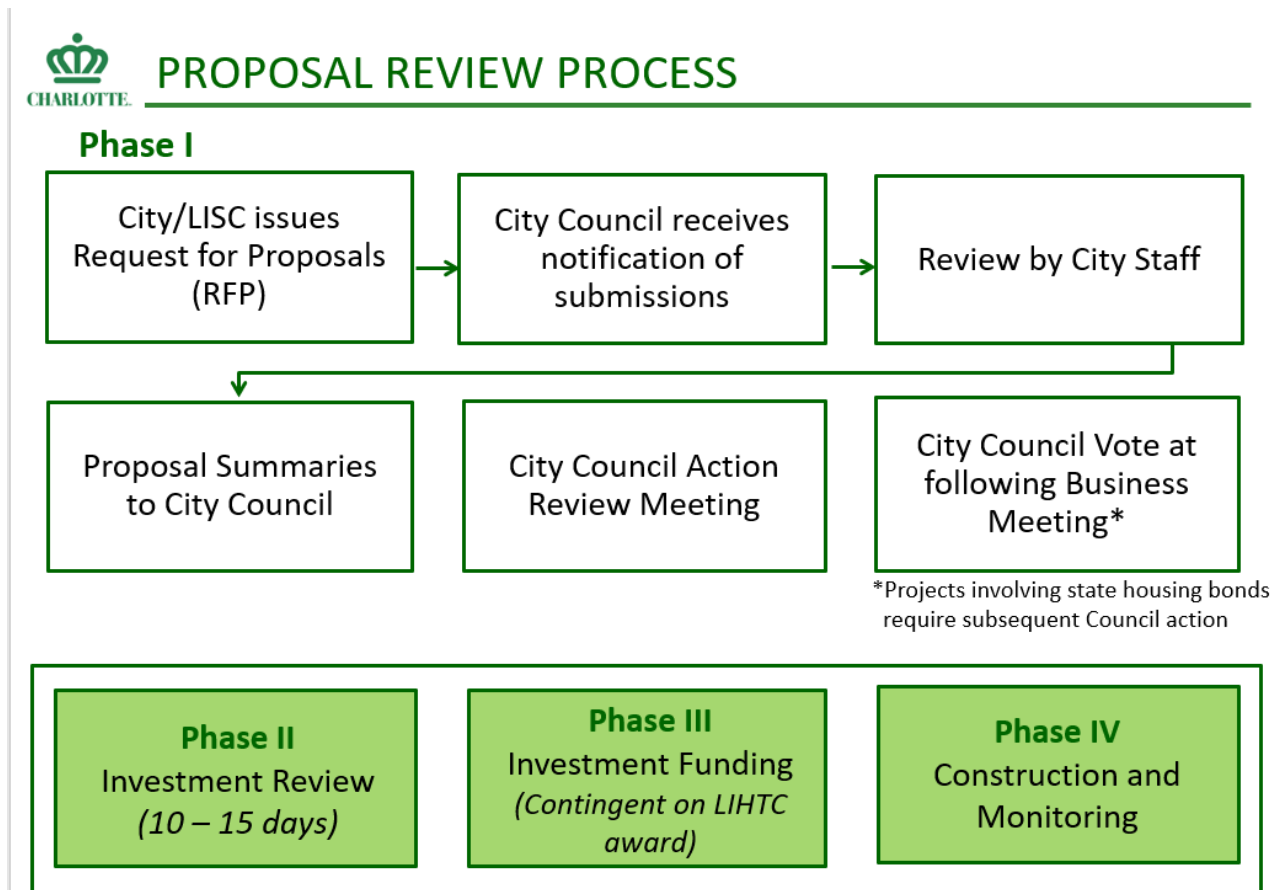 CHARLOTTE.
PROPOSAL REVIEW PROCESS
Phase I
City/LISC issues
Request for Proposals
(RFP)
City Council receives
notification of
submissions
Review by City Staff
Proposal Summaries
to City Council
City Council Action
Review Meeting
City Council Vote at
following Business
Meeting*
*Projects involving state housing bonds
require subsequent Council action
Phase II
Investment Review
(10 – 15 days)
Phase III
Investment Funding
(Contingent on LIHTC
award)
Phase IV
Construction and
Monitoring